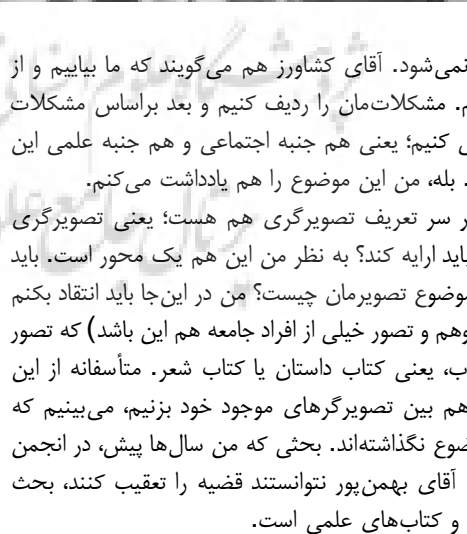 نمی‌شود. آقای کشاورز هم می‌گویند که ما بیاییم و از
مشکلات‌مان را ردیف کنیم و بعد براساس مشکلات
کنیم؛ یعنی هم جنبه اجتماعی و هم جنبه علمی این
بله، من این موضوع را هم یادداشت می‌کنم.
سر تعریف تصویرگری هم هست؛ یعنی تصویرگری
باید ارایه کند؟ به نظر من این هم یک محور است. باید
موضوع تصویرمان چیست؟ من در این‌جا باید انتقاد بکنم
توهم و تصور خیلی از افراد جامعه هم این باشد) که تصور
یعنی کتاب داستان یا کتاب شعر. متأسفانه از این
هم بین تصویرگرهای موجود خود بزنیم، می‌بینیم که
نگذاشته‌اند. بحثی که من سال‌ها پیش، در انجمن
آقای بهمن‌پور نتوانستند قضیه را تعقیب کنند، بحث
و کتاب‌های علمی است.